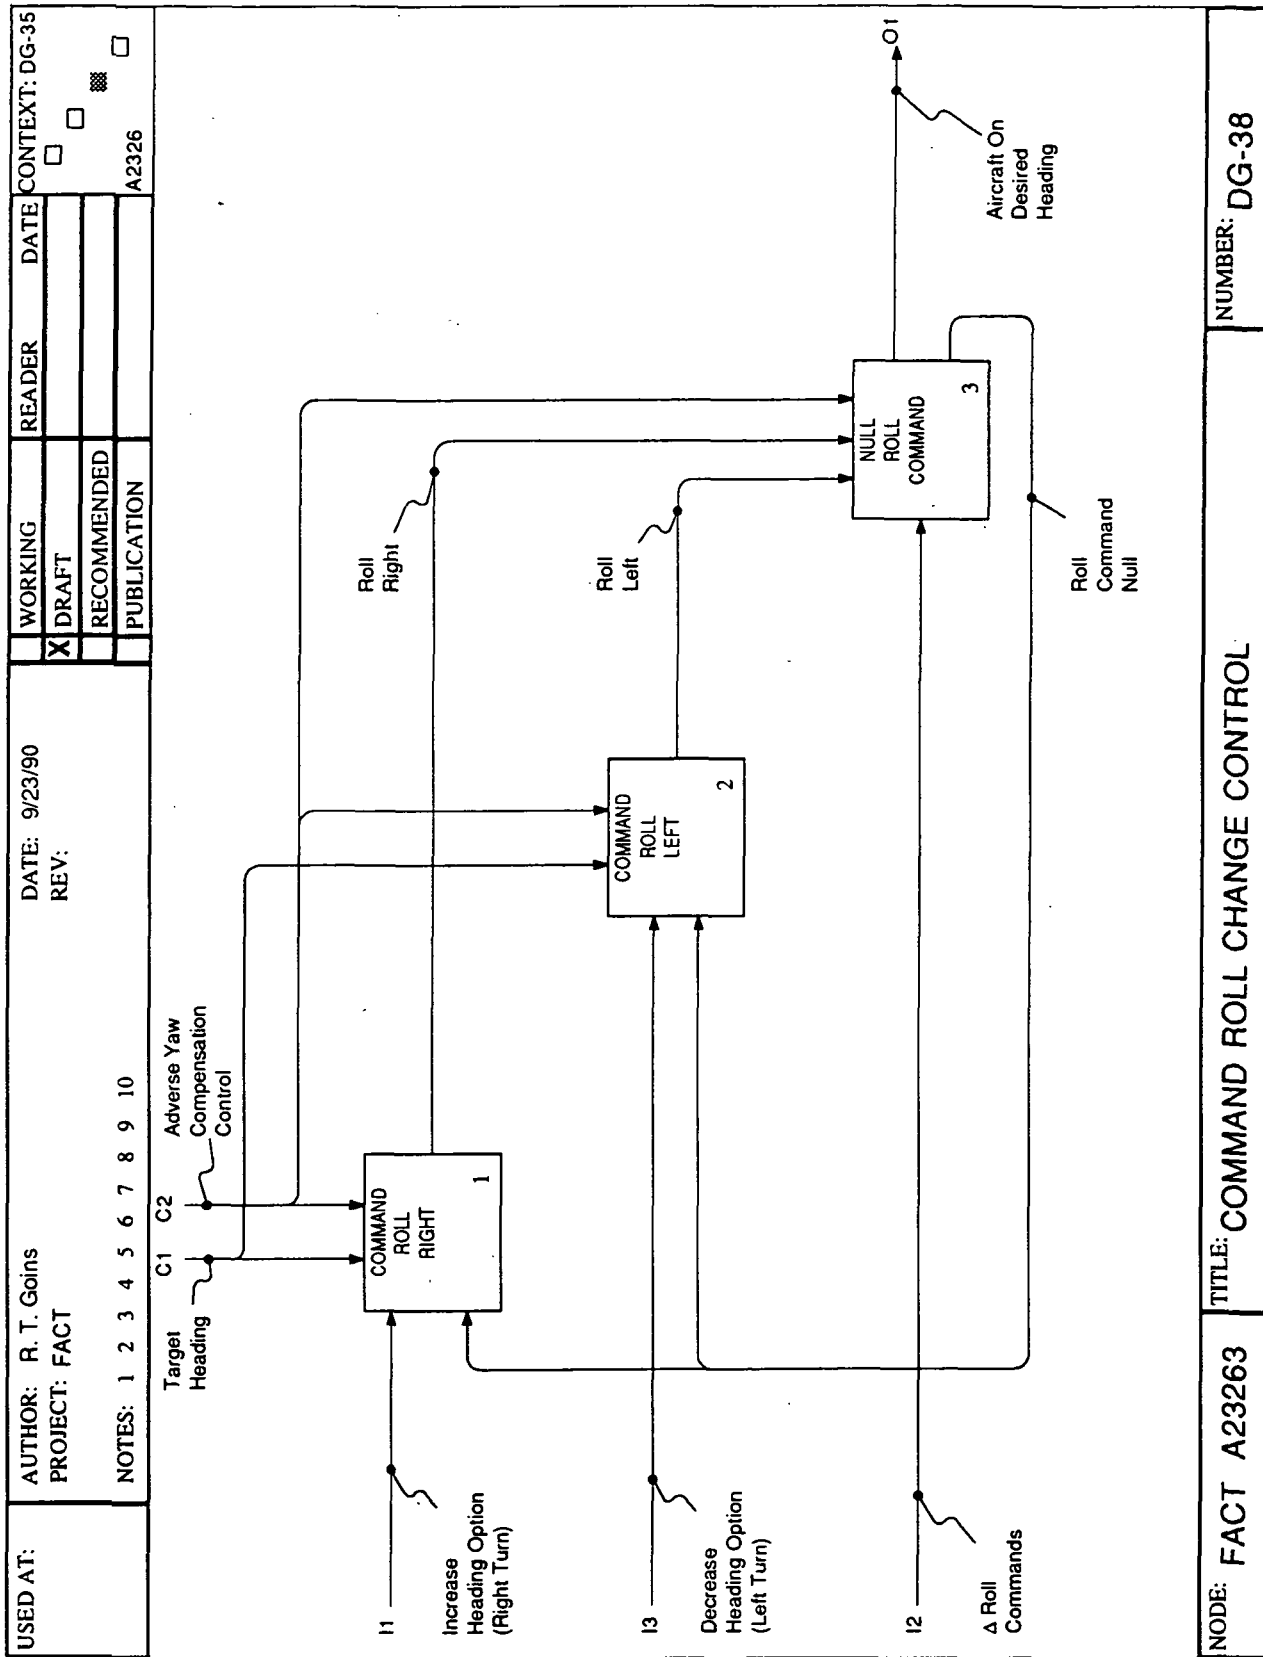 USED AT:
AUTHOR: R. T. Goins
PROJECT: FACT
NOTES: 1 2 3 4 5 6 7 8 9 10
DATE: 9/23/90
REV:
WORKING
X DRAFT
RECOMMENDED
PUBLICATION
READER DATE
CONTEXT: DG-35
A2326
C1 C2
Target
Heading
Adverse Yaw
Compensation
Control
I1
Increase
Heading Option
(Right Turn)
COMMAND
ROLL
RIGHT
1
Roll
Right
I3
Decrease
Heading Option
(Left Turn)
COMMAND
ROLL
LEFT
2
Roll
Left
I2
Δ Roll
Commands
NULL
ROLL
COMMAND
3
Roll
Command
Null
O1
Aircraft On
Desired
Heading
NODE: FACT A23263
TITLE: COMMAND ROLL CHANGE CONTROL
NUMBER: DG-38